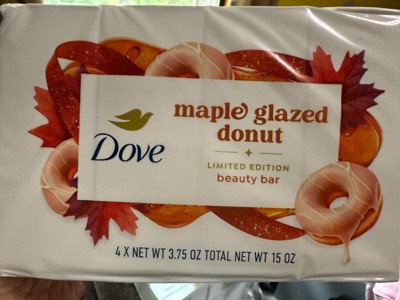 maple glazed
donut
Dove
LIMITED EDITION
beauty bar
4 X NET WT 3.75 OZ TOTAL NET WT 15 OZ